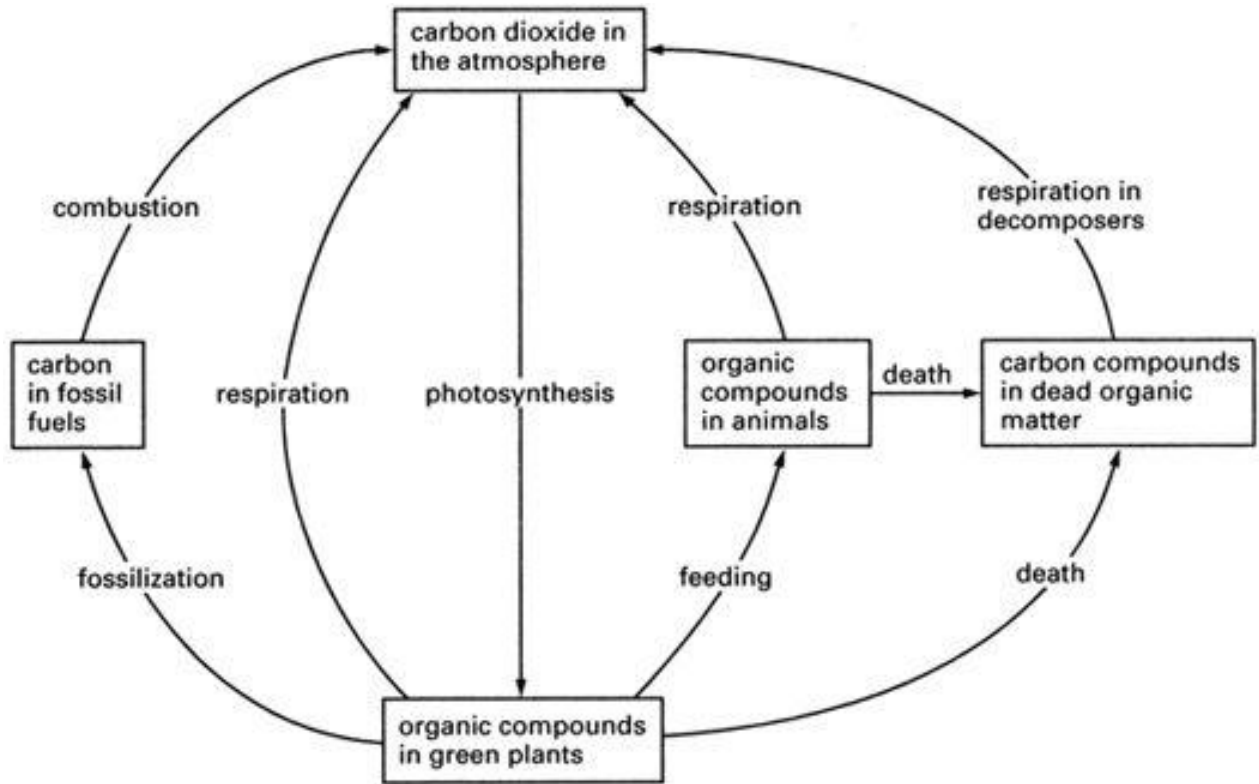 carbon dioxide in
the atmosphere
combustion
respiration
respiration in
decomposers
carbon
in fossil
fuels
respiration
photosynthesis
organic
compounds
in animals
death
carbon compounds
in dead organic
matter
fossilization
feeding
death
organic compounds
in green plants